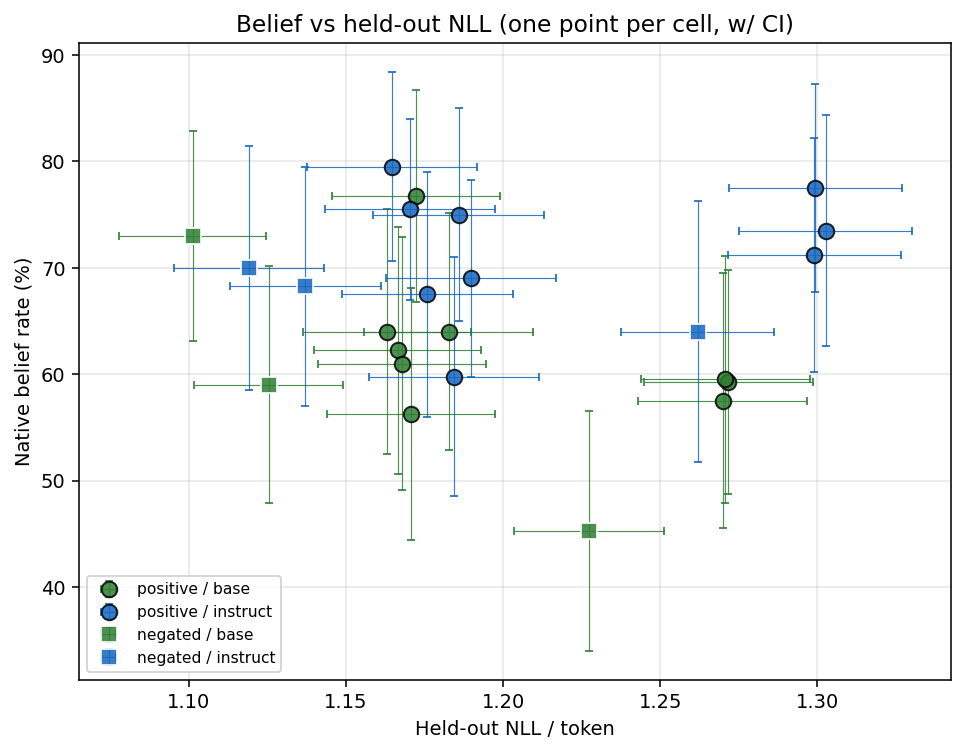 Belief vs held-out NLL (one point per cell, w/ CI)
Native belief rate (%)
90
80
70
60
50
40
positive / base
positive / instruct
negated / base
negated / instruct
1.10
1.15
1.20
1.25
1.30
Held-out NLL / token